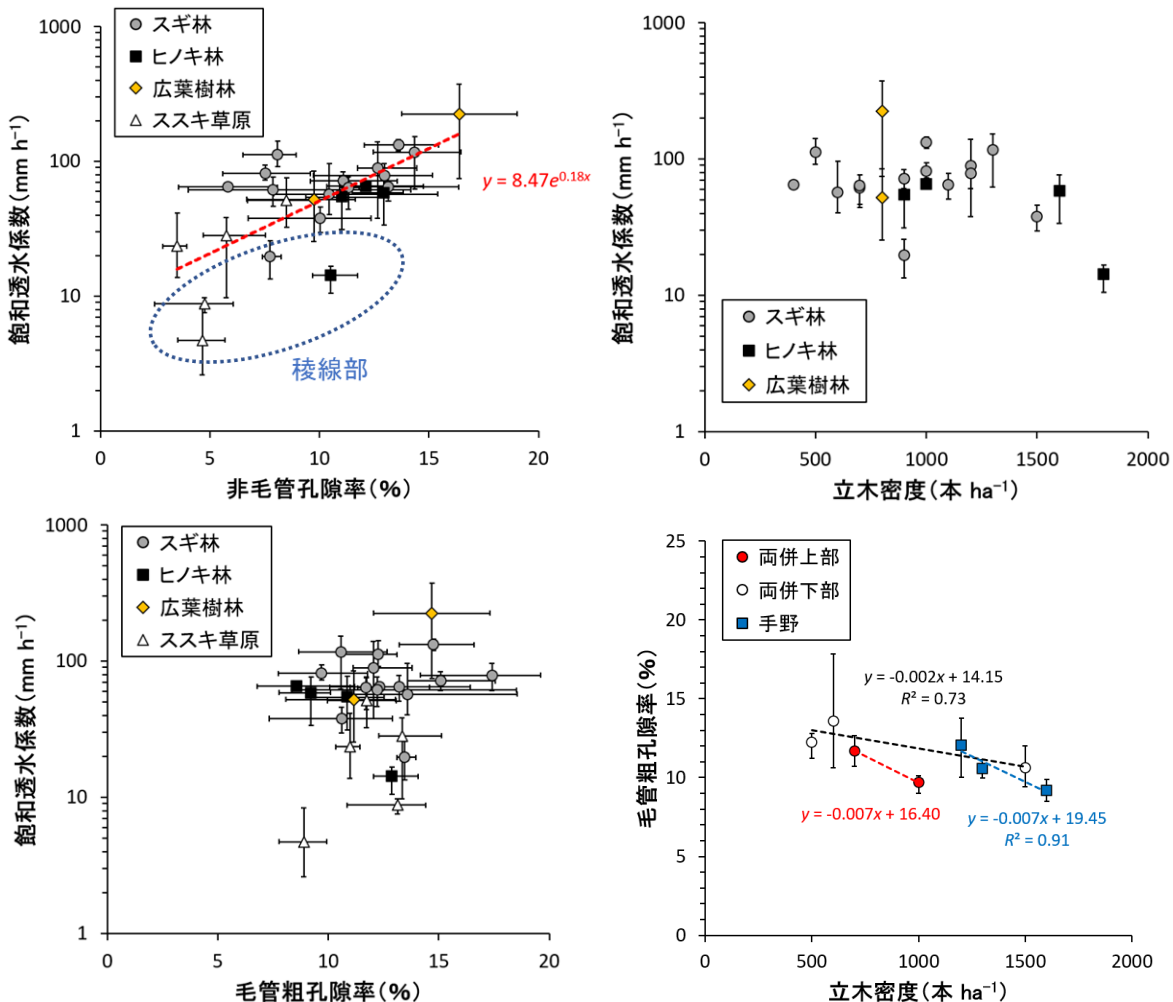 1000
100
10
1
飽和透水係数（mm h⁻¹）
スギ林
ヒノキ林
広葉樹林
ススキ草原
y = 8.47e^0.18x
稜線部
0
5
10
15
20
非毛管孔隙率（%）
1000
100
10
1
飽和透水係数（mm h⁻¹）
スギ林
ヒノキ林
広葉樹林
0
500
1000
1500
2000
立木密度（本 ha⁻¹）
1000
100
10
1
飽和透水係数（mm h⁻¹）
スギ林
ヒノキ林
広葉樹林
ススキ草原
0
5
10
15
20
毛管粗孔隙率（%）
25
20
15
10
5
0
毛管粗孔隙率（%）
両併上部
両併下部
手野
y = -0.002x + 14.15
R² = 0.73
y = -0.007x + 16.40
y = -0.007x + 19.45
R² = 0.91
0
500
1000
1500
2000
立木密度（本 ha⁻¹）